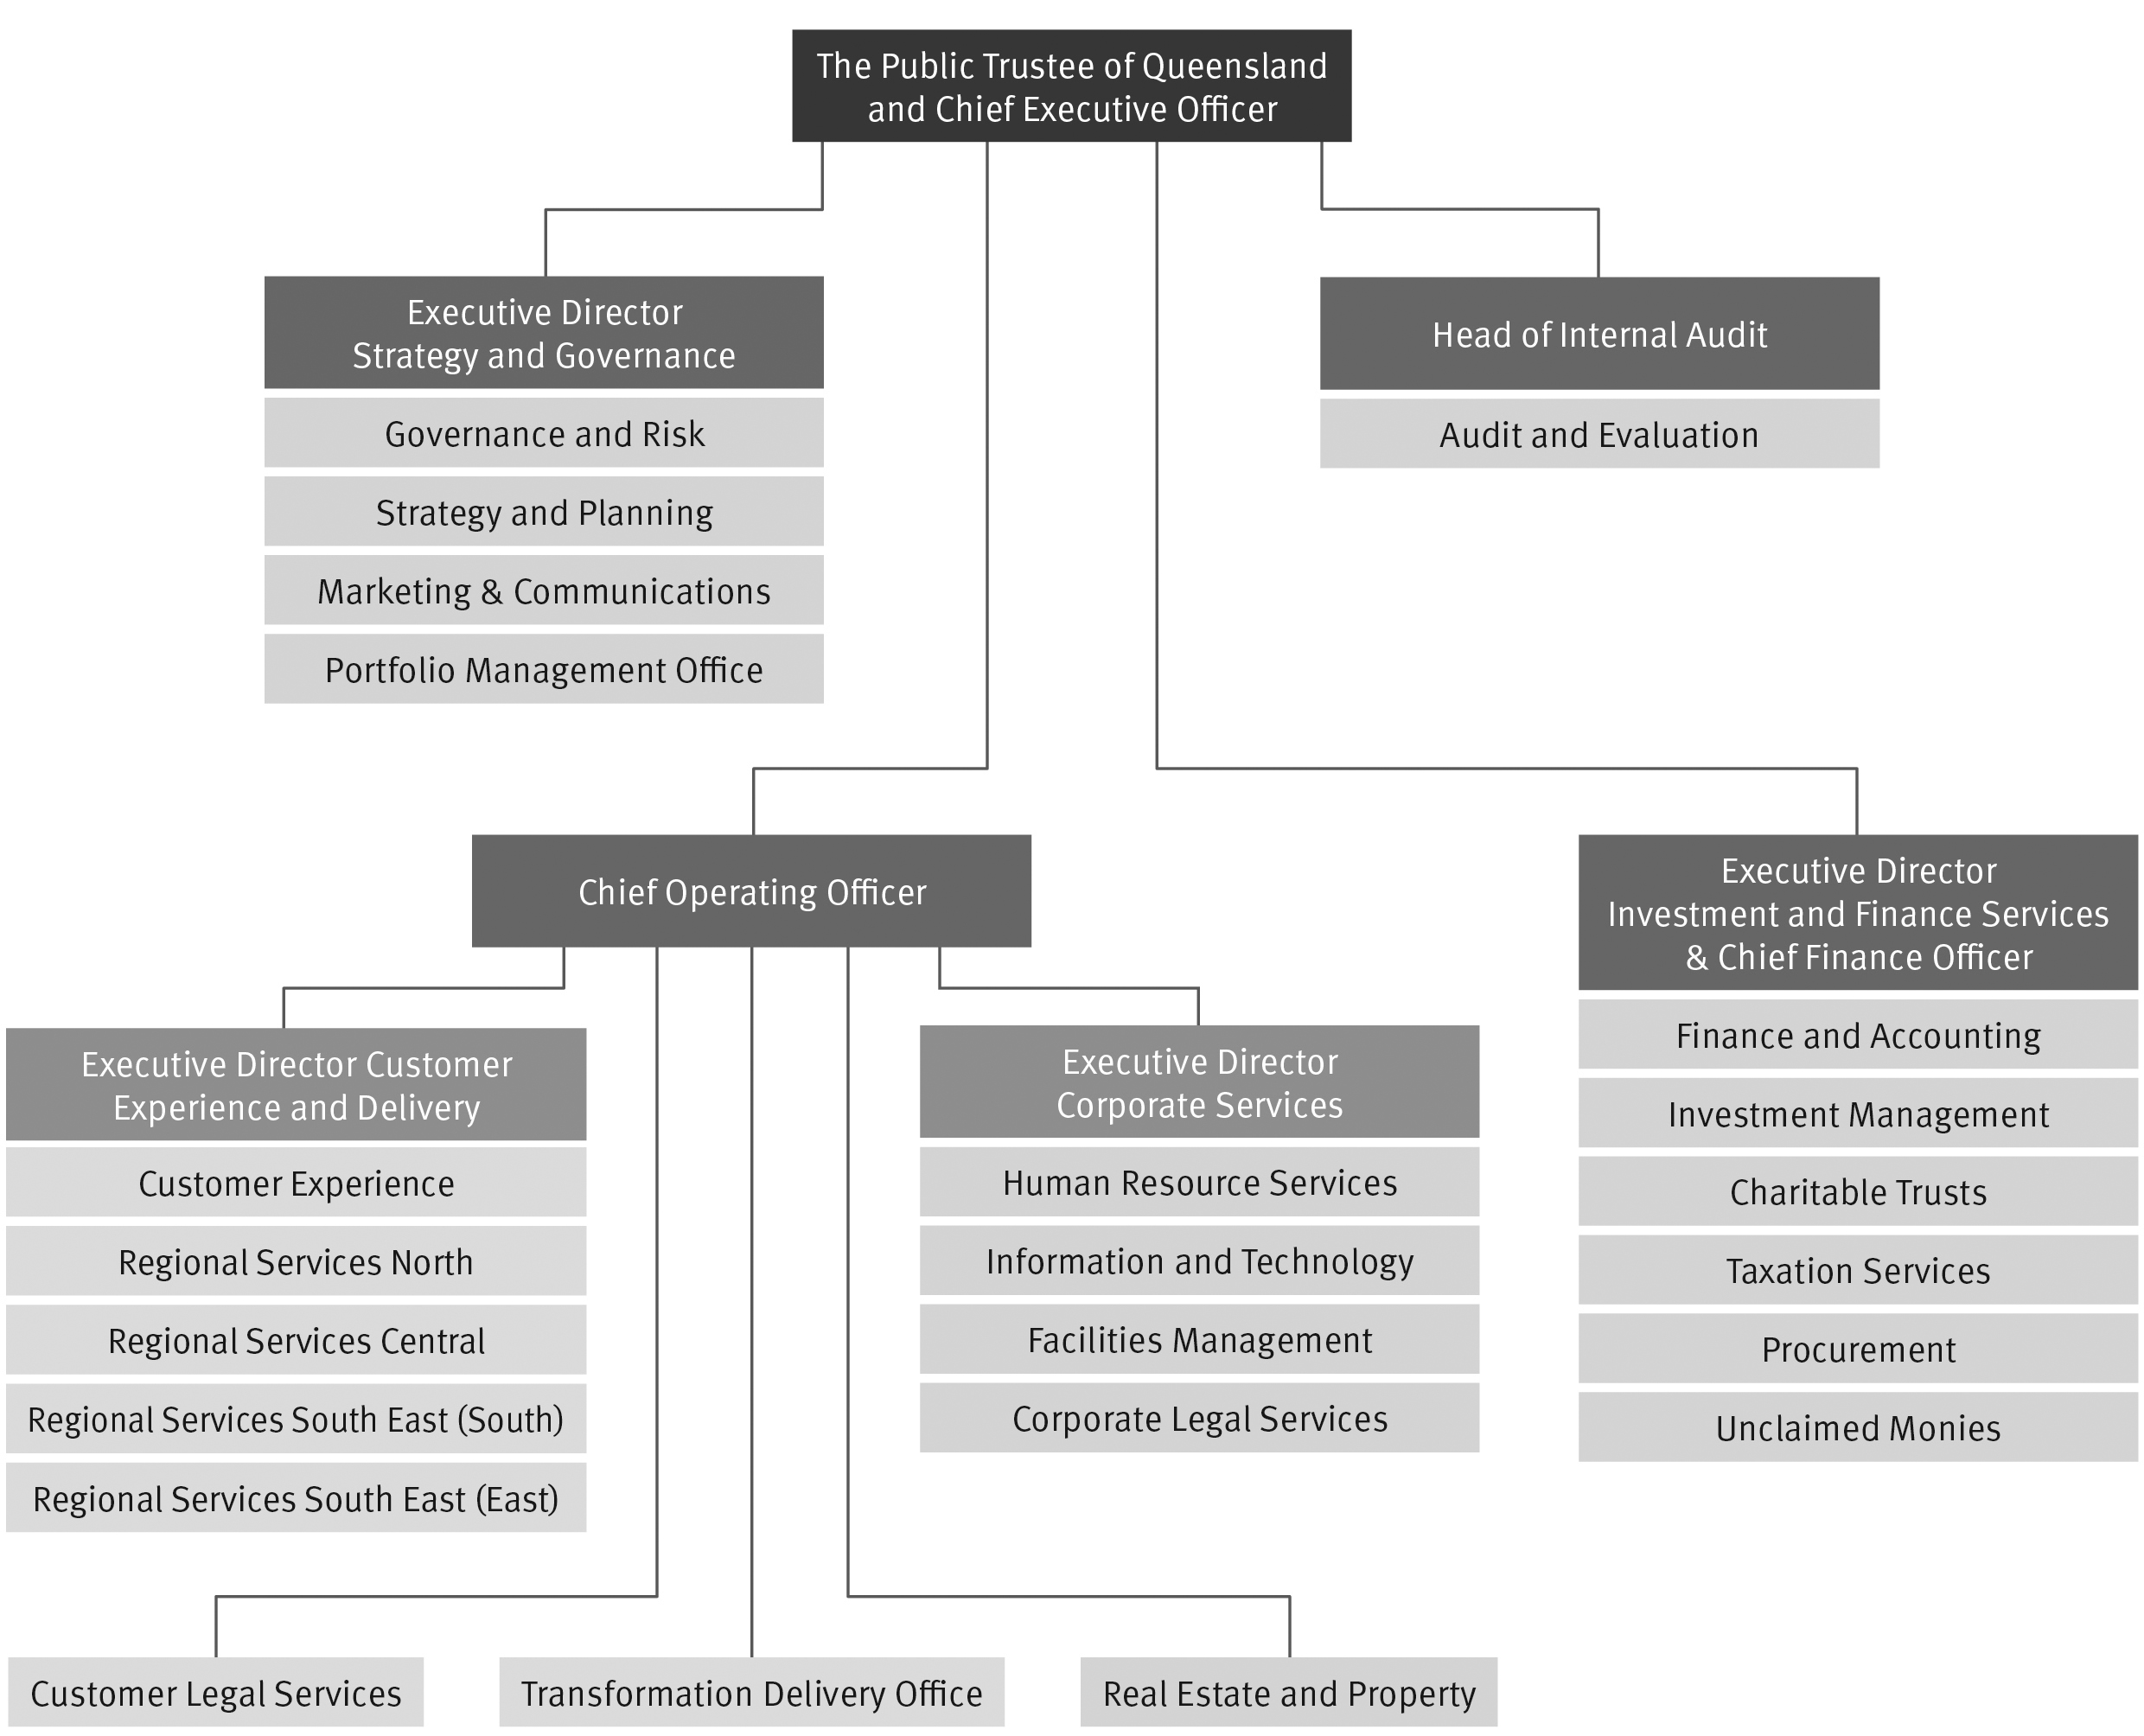 The Public Trustee of Queensland
and Chief Executive Officer
Executive Director
Strategy and Governance
Governance and Risk
Strategy and Planning
Marketing & Communications
Portfolio Management Office
Head of Internal Audit
Audit and Evaluation
Chief Operating Officer
Executive Director Customer
Experience and Delivery
Customer Experience
Regional Services North
Regional Services Central
Regional Services South East (South)
Regional Services South East (East)
Executive Director
Corporate Services
Human Resource Services
Information and Technology
Facilities Management
Corporate Legal Services
Executive Director
Investment and Finance Services
& Chief Finance Officer
Finance and Accounting
Investment Management
Charitable Trusts
Taxation Services
Procurement
Unclaimed Monies
Customer Legal Services
Transformation Delivery Office
Real Estate and Property